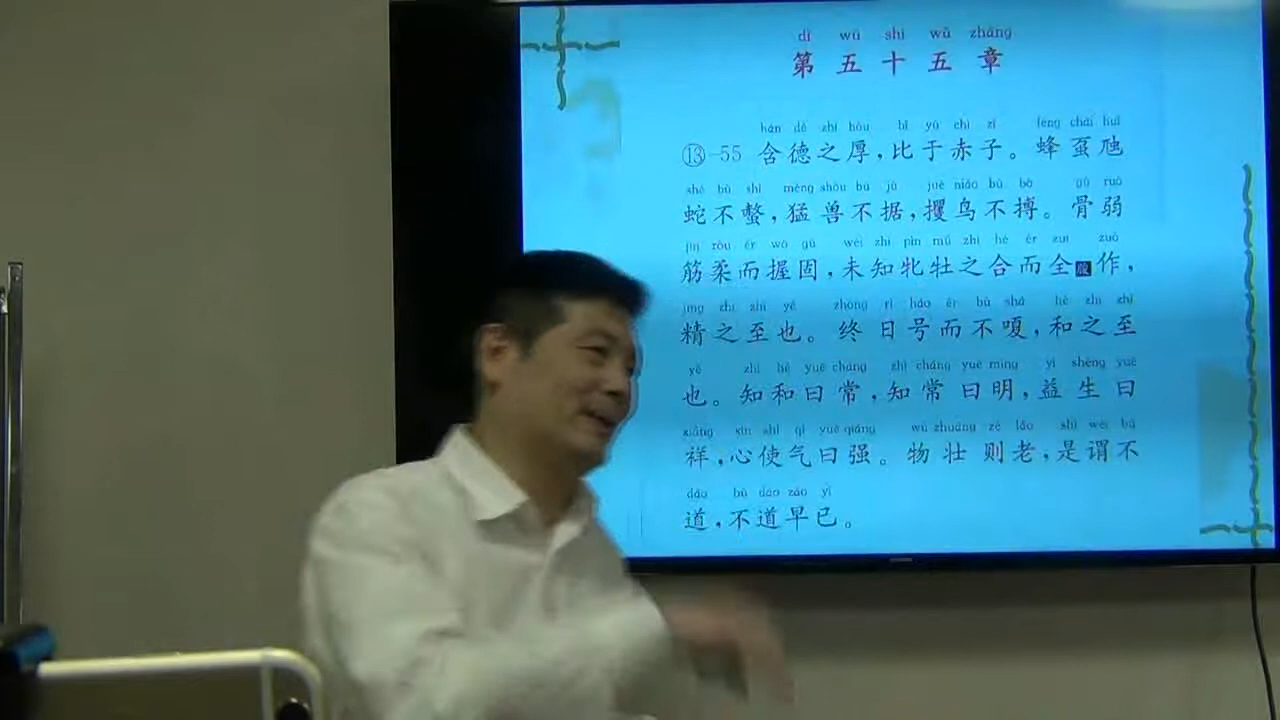 dì wǔ shí wǔ zhāng
第五十五章
hán dé zhī hòu bǐ yú chì zǐ fēng chài huǐ
⑬-55 含德之厚，比于赤子。蜂虿虺
shé bù shì měng shòu bù jù jué niǎo bù bó gǔ ruò
蛇不螫，猛兽不据，攫鸟不搏。骨弱
jīn róu ér wò gù wèi zhī pìn mǔ zhī hé ér zuī zuò
筋柔而握固，未知牝牡之合而全朘作，
jīng zhī zhì yě zhōng rì háo ér bù shà hé zhī zhì
精之至也。终日号而不嗄，和之至
yě zhī hé yuē cháng zhī cháng yuē míng yì shēng yuē
也。知和曰常，知常曰明，益生曰
xiáng xīn shǐ qì yuē qiáng wù zhuàng zé lǎo shì wèi bù
祥，心使气曰强。物壮则老，是谓不
dào bù dào zǎo yǐ
道，不道早已。